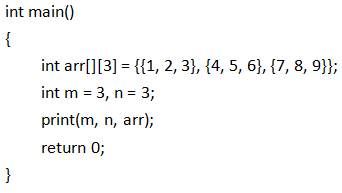 int main()
{
int arr[][3] = {{1, 2, 3}, {4, 5, 6}, {7, 8, 9}};
int m = 3, n = 3;
print(m, n, arr);
return 0;
}